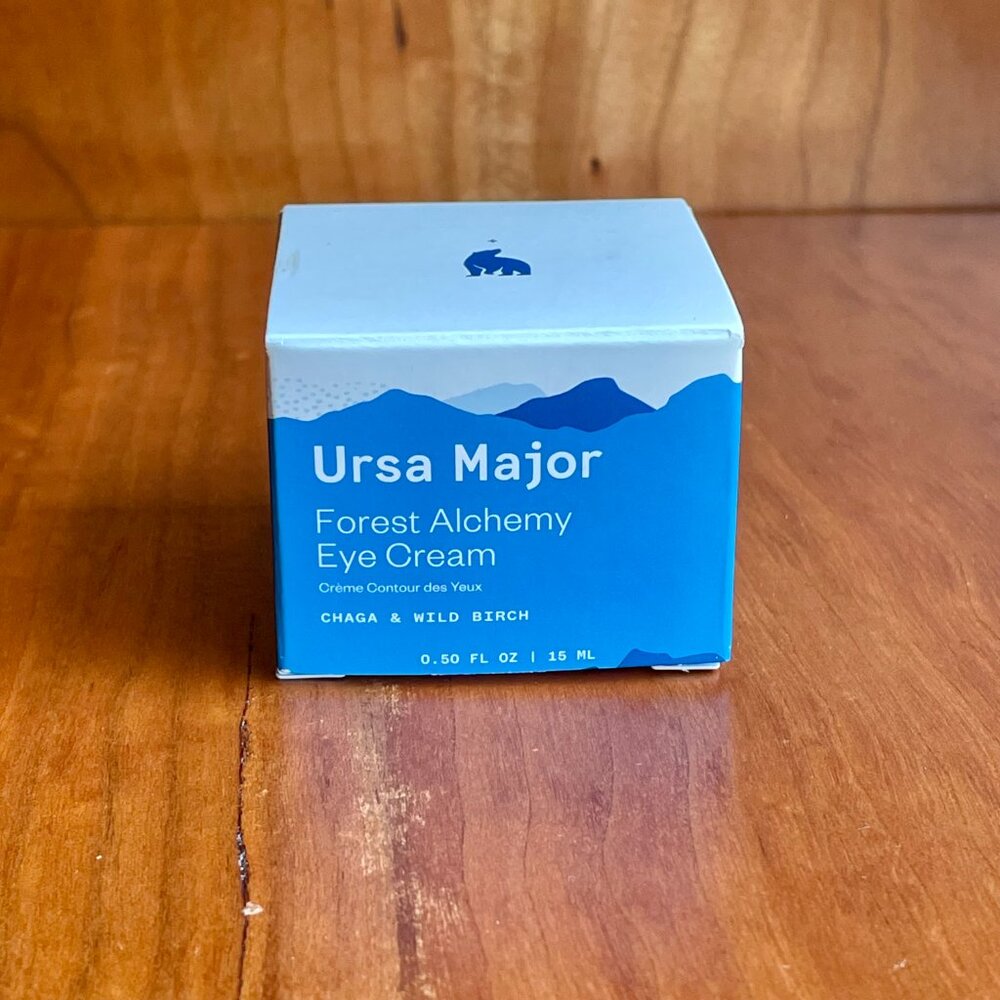 Ursa Major
Forest Alchemy
Eye Cream
Crème Contour des Yeux
CHAGA & WILD BIRCH
0.50 FL OZ | 15 ML